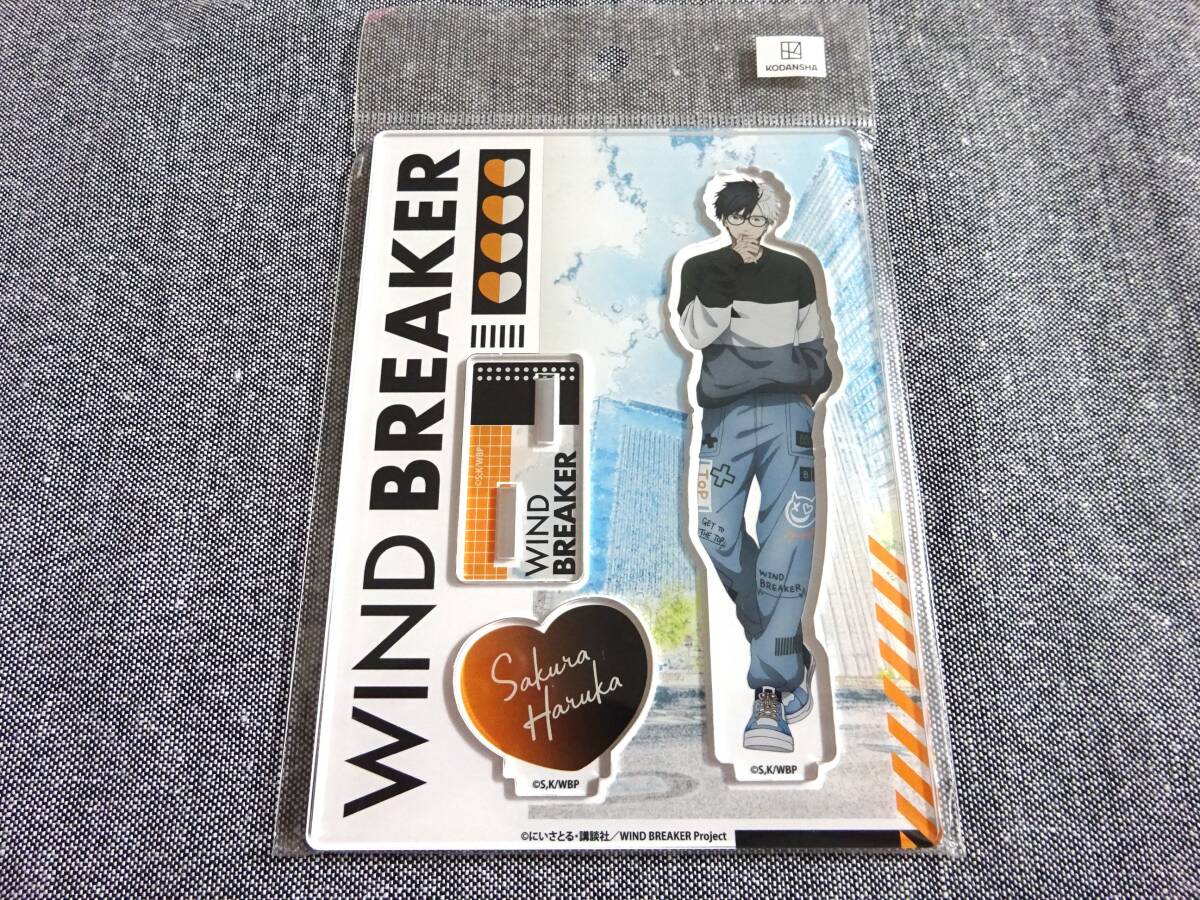 KODANSHA
WIND BREAKER
©S,K/WBP
WIND
BREAKER
Sakura
Haruka
©S,K/WBP
ToP
GET TO
THE TOP
WIND
BREAKER
B
©S,K/WBP
©にいさとる・講談社／WIND BREAKER Project